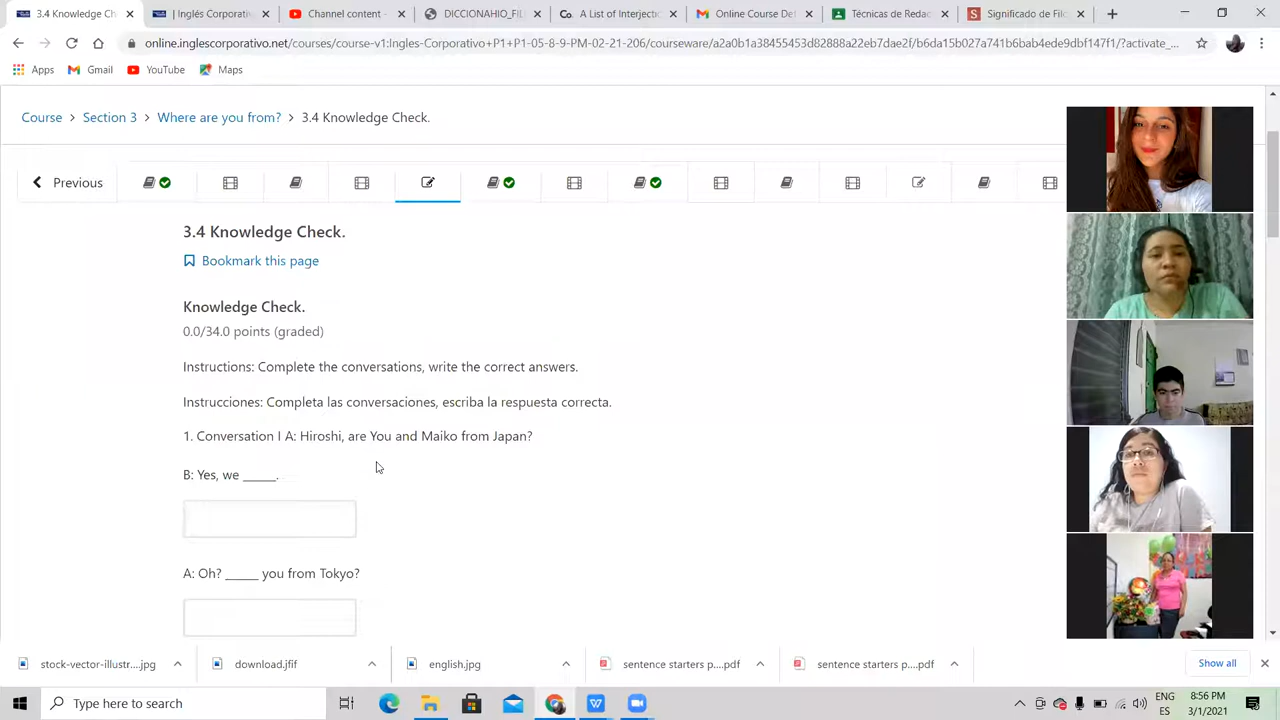 3.4 Knowledge Ch
Inglés Corporativ
Channel content -
DICCIONAHIO_FIL
Co. A List of Interject
Online Course De
Técnicas de Redac
S Significado de Filo
online.inglescorporativo.net/courses/course-v1:Ingles-Corporativo+P1+P1-05-8-9-PM-02-21-206/courseware/a2a0b1a38455453d82888a22eb7dae2f/b6da15b027a741b6bab4ede9dbf147f1/?activate_...
Apps Gmail YouTube Maps
Course > Section 3 > Where are you from? > 3.4 Knowledge Check.
Previous
3.4 Knowledge Check.
Bookmark this page
Knowledge Check.
0.0/34.0 points (graded)
Instructions: Complete the conversations, write the correct answers.
Instrucciones: Completa las conversaciones, escriba la respuesta correcta.
1. Conversation I A: Hiroshi, are You and Maiko from Japan?
B: Yes, we _____.
A: Oh? _____ you from Tokyo?
stock-vector-illustr....jpg
download.jfif
english.jpg
sentence starters p....pdf
sentence starters p....pdf
Show all
Type here to search
ENG
ES
8:56 PM
3/1/2021